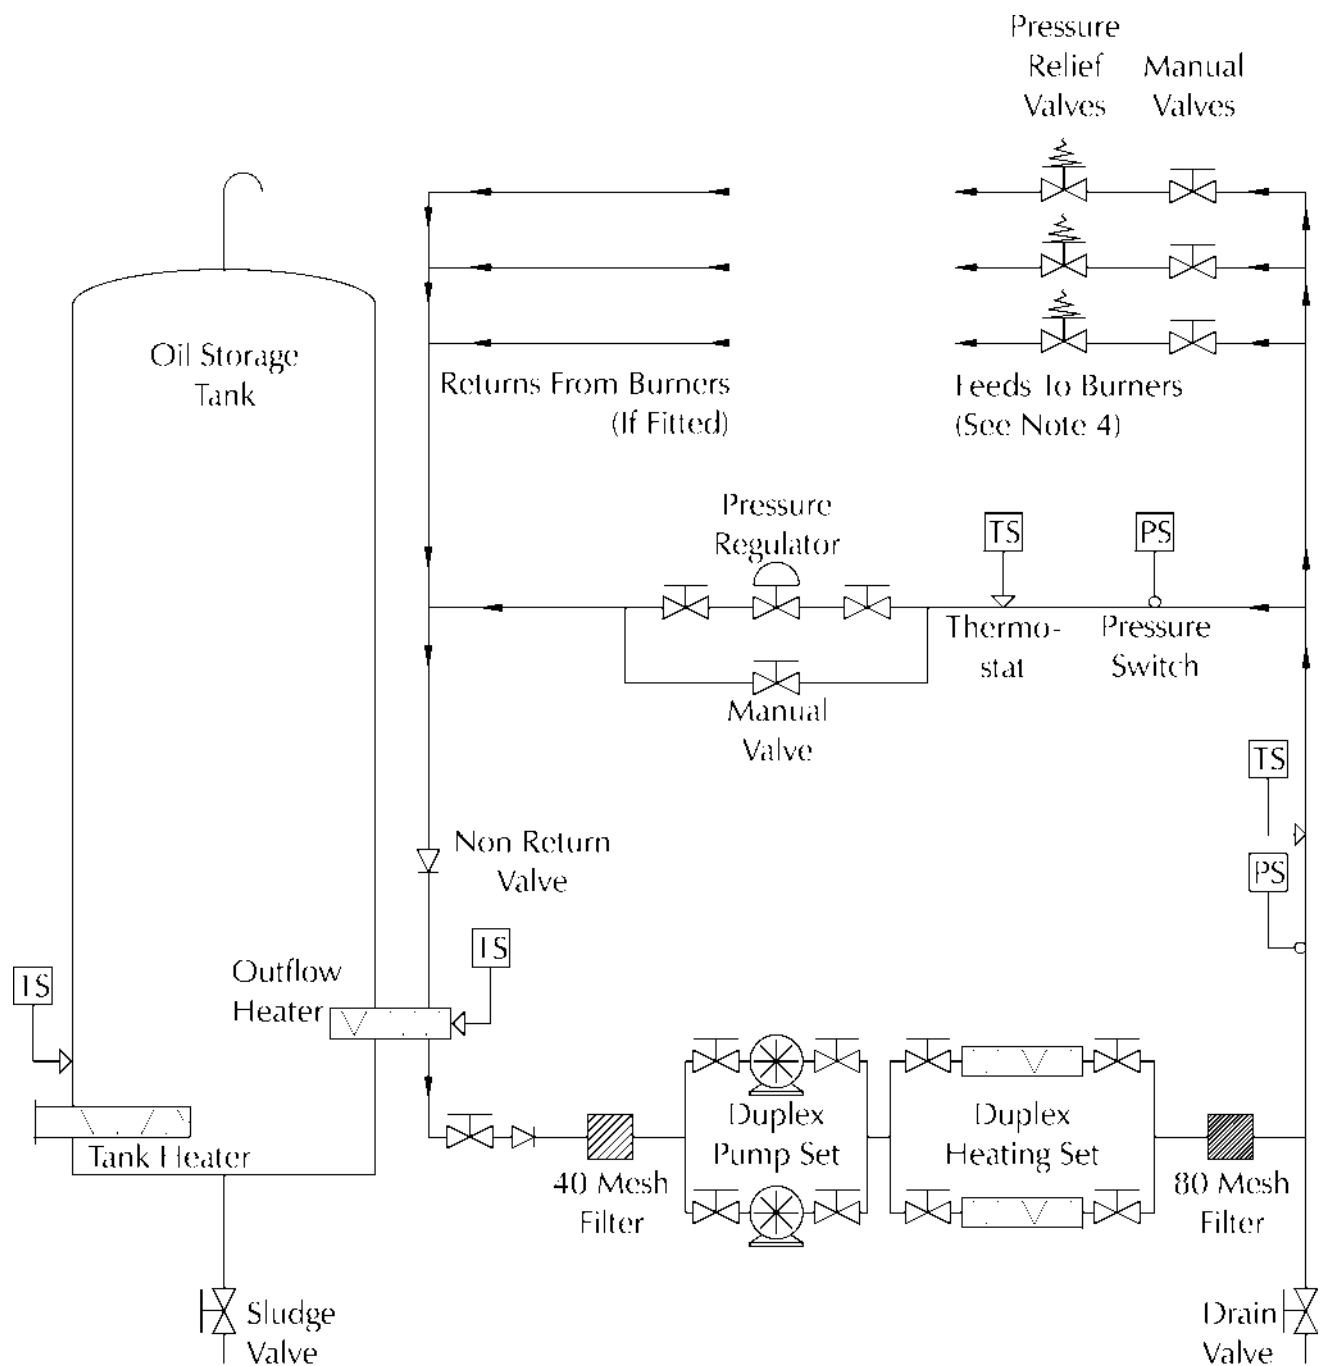 Pressure
Relief
Valves
Manual
Valves
Oil Storage
Tank
Returns From Burners
(If Fitted)
Feeds To Burners
(See Note 4)
Pressure
Regulator
TS
PS
Thermo-
stat
Pressure
Switch
Manual
Valve
TS
Non Return
Valve
PS
TS
Outflow
Heater
TS
Duplex
Pump Set
Duplex
Heating Set
Tank Heater
40 Mesh
Filter
80 Mesh
Filter
Sludge
Valve
Drain
Valve